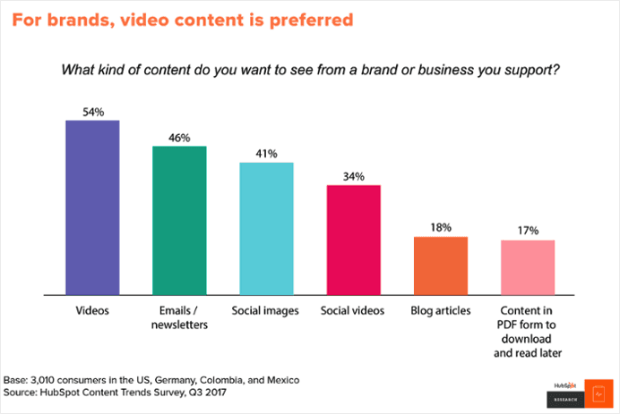 For brands, video content is preferred
What kind of content do you want to see from a brand or business you support?
54%
46%
41%
34%
18%
17%
Videos
Emails /
newsletters
Social images
Social videos
Blog articles
Content in
PDF form to
download
and read later
Base: 3,010 consumers in the US, Germany, Colombia, and Mexico
Source: HubSpot Content Trends Survey, Q3 2017
HubSpot
RESEARCH